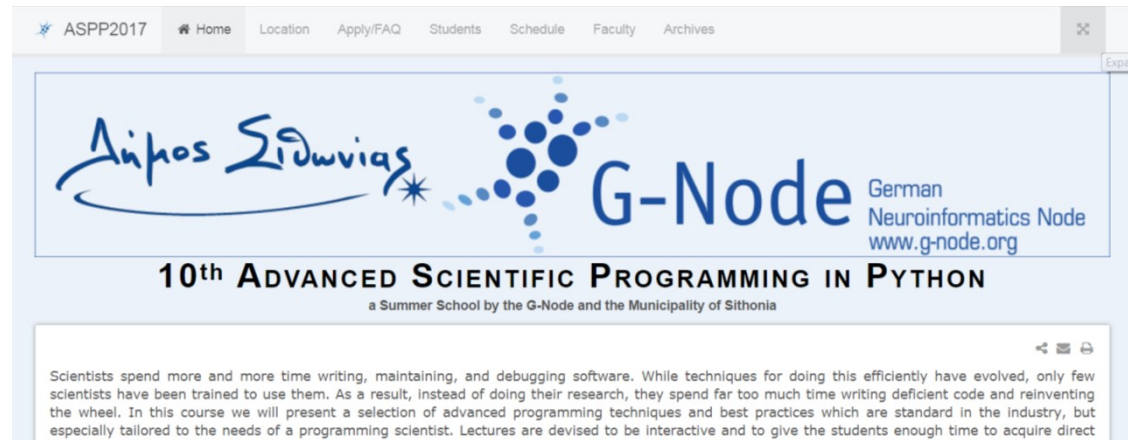 ASPP2017 Home Location Apply/FAQ Students Schedule Faculty Archives
Expa
Δήμος Σιθωνίας
G-Node
German
Neuroinformatics Node
www.g-node.org
10th ADVANCED SCIENTIFIC PROGRAMMING IN PYTHON
a Summer School by the G-Node and the Municipality of Sithonia
Scientists spend more and more time writing, maintaining, and debugging software. While techniques for doing this efficiently have evolved, only few
scientists have been trained to use them. As a result, instead of doing their research, they spend far too much time writing deficient code and reinventing
the wheel. In this course we will present a selection of advanced programming techniques and best practices which are standard in the industry, but
especially tailored to the needs of a programming scientist. Lectures are devised to be interactive and to give the students enough time to acquire direct